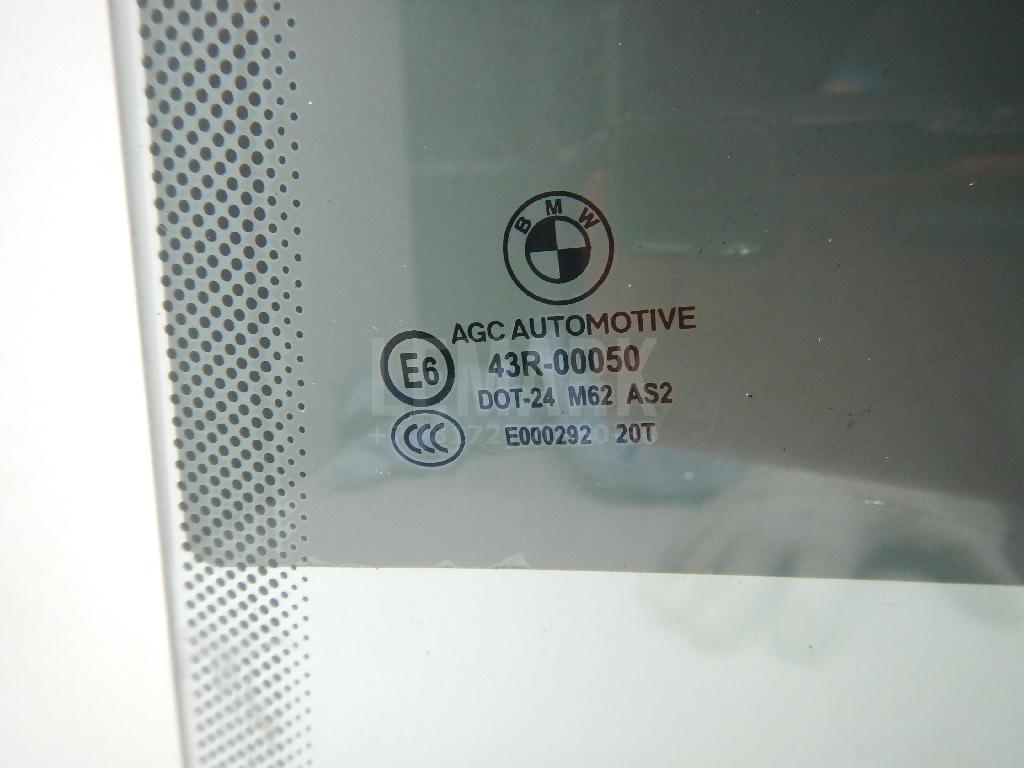 BMW
AGC AUTOMOTIVE
E6
43R-00050
DOT-24 M62 AS2
CCC
E000292 20T